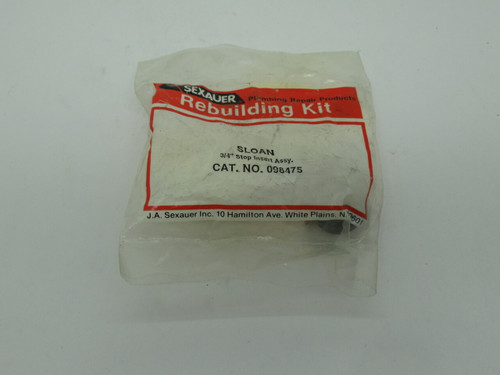 SEXAUER Plumbing Repair Products
Rebuilding Kit
SLOAN
3/4" Stop Insert Assy.
CAT. NO. 098475
J.A. Sexauer Inc. 10 Hamilton Ave. White Plains, N.